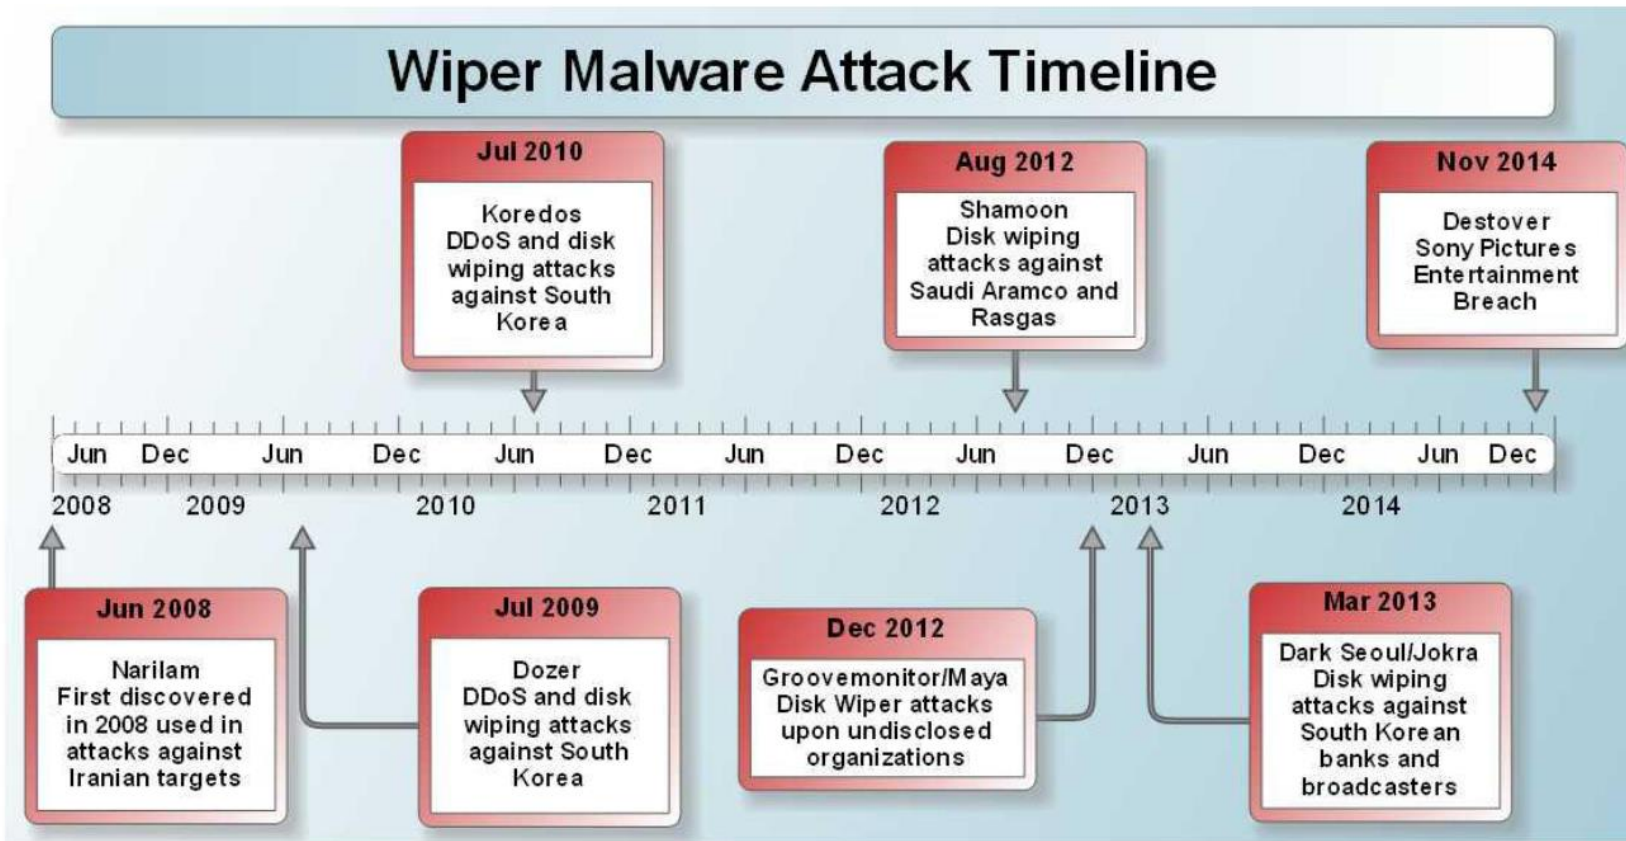 Wiper Malware Attack Timeline
Jul 2010
Koredos
DDoS and disk
wiping attacks
against South
Korea
Aug 2012
Shamoon
Disk wiping
attacks against
Saudi Aramco and
Rasgas
Nov 2014
Destover
Sony Pictures
Entertainment
Breach
Jun Dec Jun Dec Jun Dec Jun Dec Jun Dec Jun Dec Jun Dec
2008 2009 2010 2011 2012 2013 2014
Jun 2008
Narilam
First discovered
in 2008 used in
attacks against
Iranian targets
Jul 2009
Dozer
DDoS and disk
wiping attacks
against South
Korea
Dec 2012
Groovemonitor/Maya
Disk Wiper attacks
upon undisclosed
organizations
Mar 2013
Dark Seoul/Jokra
Disk wiping
attacks against
South Korean
banks and
broadcasters